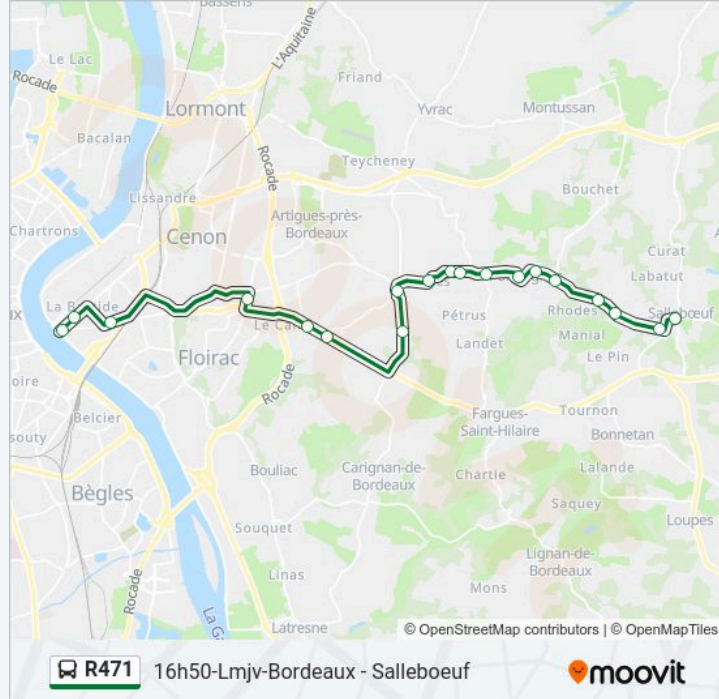 Bassens
Le Lac
L'Aquitaine
Rocade
Friand
Lormont
Yvrac
Montussan
Bacalan
Rocade
Teycheney
Bouchet
Lissandre
Chartrons
Artigues-près-
Bordeaux
Cenon
Curat
Labatut
La Bastide
Pétrus
Rhodes
Sallebœuf
Manial
Floirac
Landet
Le Pin
Rocade
Belcier
Fargues-
Saint-Hilaire
Tournon
Bonnetan
Bègles
Bouliac
Carignan-de-
Bordeaux
Chartie
Lalande
Saquey
Loupes
Souquet
Lignan-de-
Bordeaux
Linas
Mons
Rocade
Latresne
© OpenStreetMap contributors | © OpenMapTiles
R471 16h50-Lmjv-Bordeaux - Salleboeuf
moovit